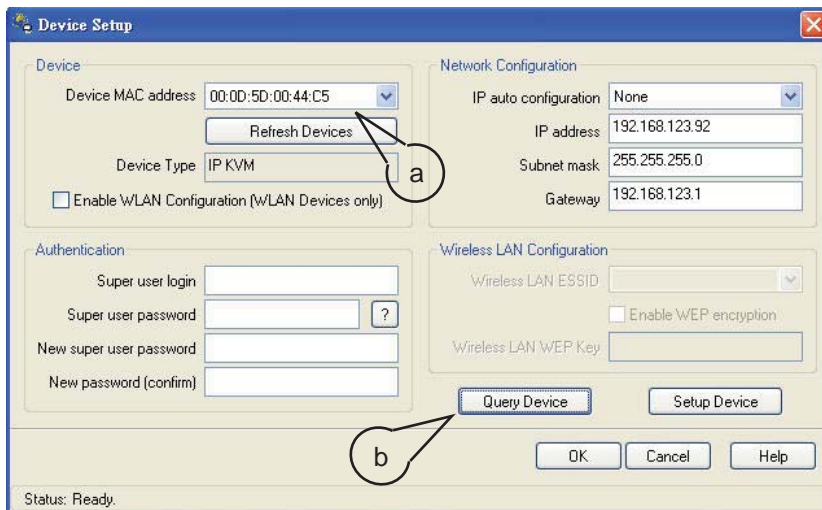 Device Setup
Device
Device MAC address 00:0D:5D:00:44:C5
Refresh Devices
Device Type IP KVM
Enable WLAN Configuration (WLAN Devices only)
a
Network Configuration
IP auto configuration None
IP address 192.168.123.92
Subnet mask 255.255.255.0
Gateway 192.168.123.1
Authentication
Super user login
Super user password ?
New super user password
New password (confirm)
Wireless LAN Configuration
Wireless LAN ESSID
Enable WEP encryption
Wireless LAN WEP Key
Query Device Setup Device
b
OK Cancel Help
Status: Ready.